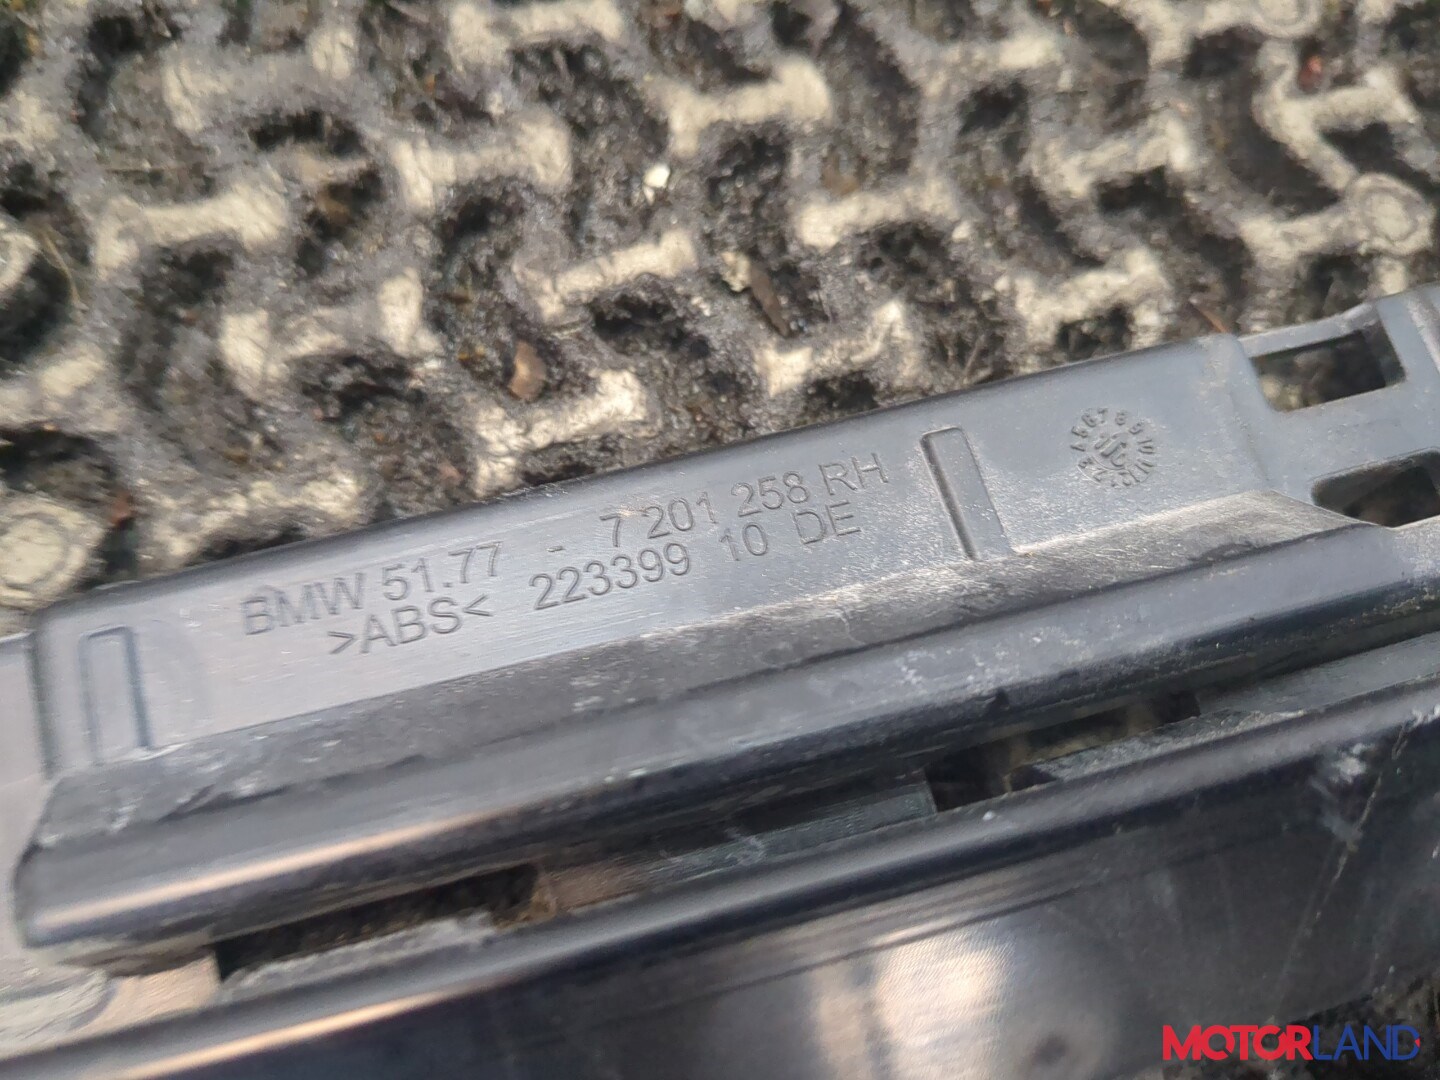 BMW 51.77 - 7 201 258 RH
>ABS< 223399 10 DE
MOTORLAND